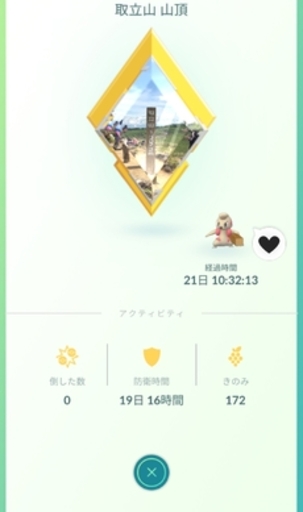 取立山 山頂
経過時間
21日 10:32:13
アクティビティ
倒した数
防衛時間
きのみ
0
19日 16時間
172